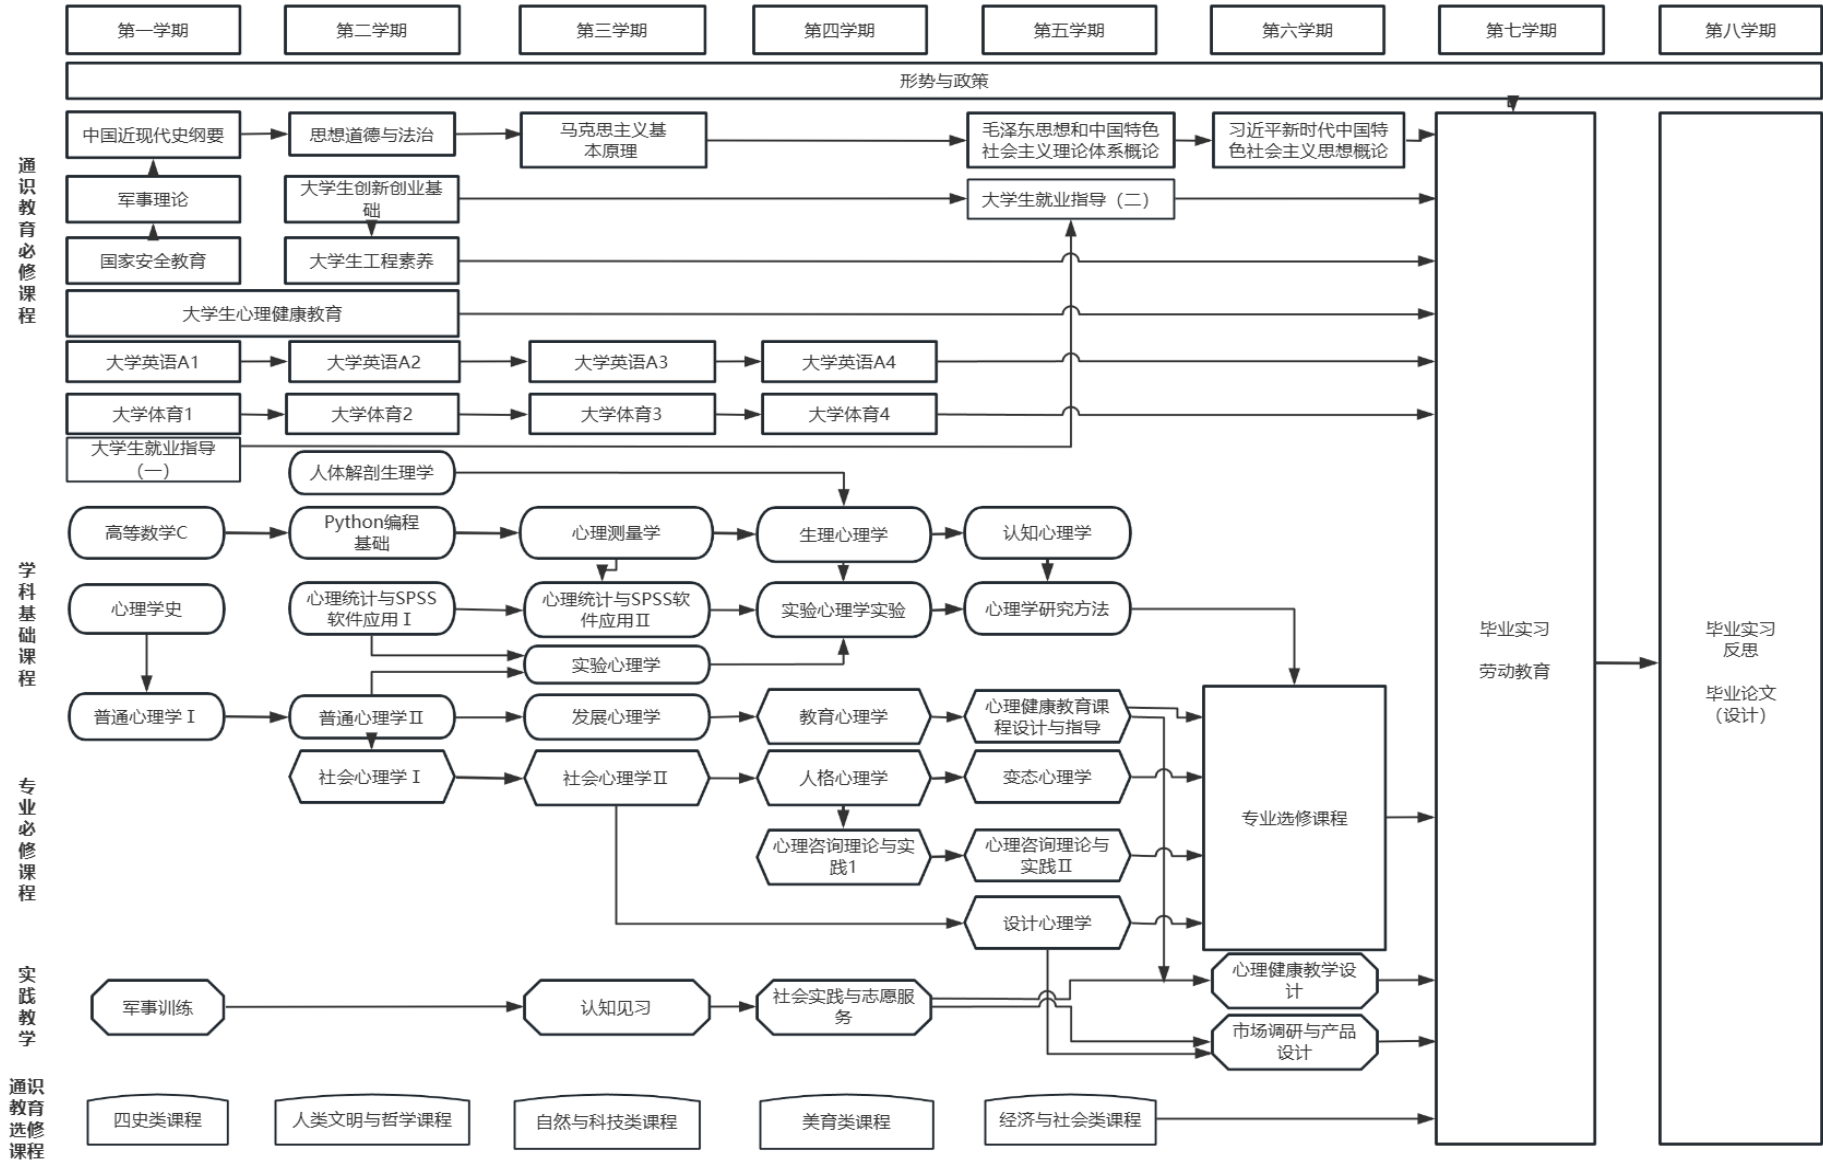 第一学期
第二学期
第三学期
第四学期
第五学期
第六学期
第七学期
第八学期
形势与政策
通识教育必修课程
中国近现代史纲要
思想道德与法治
马克思主义基
本原理
毛泽东思想和中国特色
社会主义理论体系概论
习近平新时代中国特
色社会主义思想概论
军事理论
大学生创新创业基
础
大学生就业指导（二）
国家安全教育
大学生工程素养
大学生心理健康教育
大学英语A1
大学英语A2
大学英语A3
大学英语A4
大学体育1
大学体育2
大学体育3
大学体育4
大学生就业指导
（一）
学科基础课程
人体解剖生理学
高等数学C
Python编程
基础
心理测量学
生理心理学
认知心理学
心理学史
心理统计与SPSS
软件应用Ⅰ
心理统计与SPSS软
件应用Ⅱ
实验心理学实验
心理学研究方法
实验心理学
普通心理学Ⅰ
普通心理学Ⅱ
发展心理学
教育心理学
心理健康教育课
程设计与指导
专业必修课程
社会心理学Ⅰ
社会心理学Ⅱ
人格心理学
变态心理学
心理咨询理论与实
践1
心理咨询理论与
实践Ⅱ
设计心理学
专业选修课程
毕业实习
劳动教育
毕业实习
反思
毕业论文
（设计）
实践教学
军事训练
认知见习
社会实践与志愿服
务
心理健康教学设
计
市场调研与产品
设计
通识
教育
选修
课程
四史类课程
人类文明与哲学课程
自然与科技类课程
美育类课程
经济与社会类课程